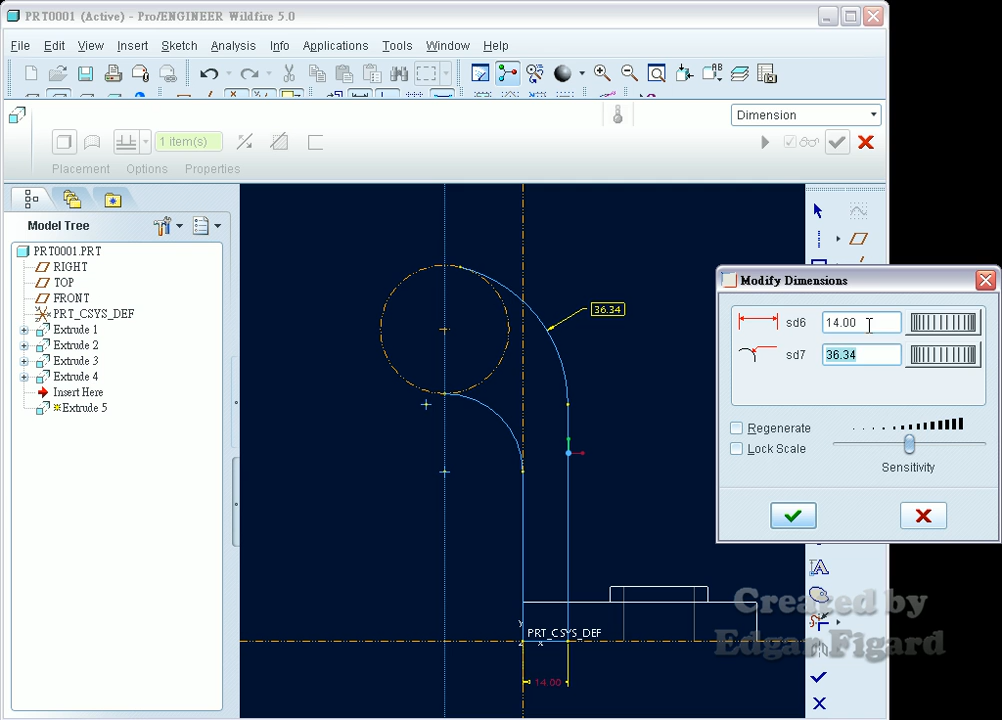 PRT0001 (Active) - Pro/ENGINEER Wildfire 5.0
File Edit View Insert Sketch Analysis Info Applications Tools Window Help
Dimension
1 item(s)
Placement Options Properties
Model Tree
PRT0001.PRT
RIGHT
TOP
FRONT
PRT_CSYS_DEF
Extrude 1
Extrude 2
Extrude 3
Extrude 4
Insert Here
Extrude 5
36.34
PRT_CSYS_DEF
Y
Z X
14.00
Modify Dimensions
sd6 14.00
sd7 36.34
Regenerate
Lock Scale
Sensitivity
Created by
Edgar Figard